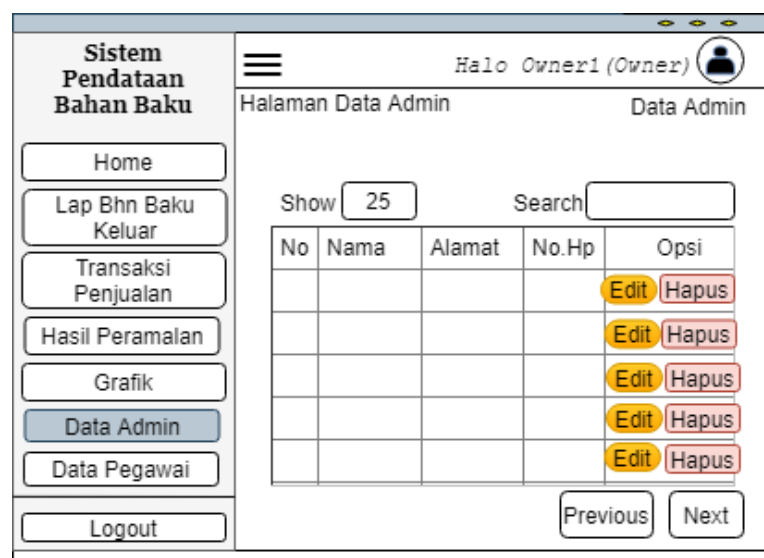 Sistem
Pendataan
Bahan Baku
Halo Owner1(Owner)
Halaman Data Admin
Data Admin
Home
Lap Bhn Baku
Keluar
Transaksi
Penjualan
Hasil Peramalan
Grafik
Data Admin
Data Pegawai
Logout
Show 25
Search
No Nama Alamat No.Hp Opsi
Edit Hapus
Edit Hapus
Edit Hapus
Edit Hapus
Edit Hapus
Previous Next